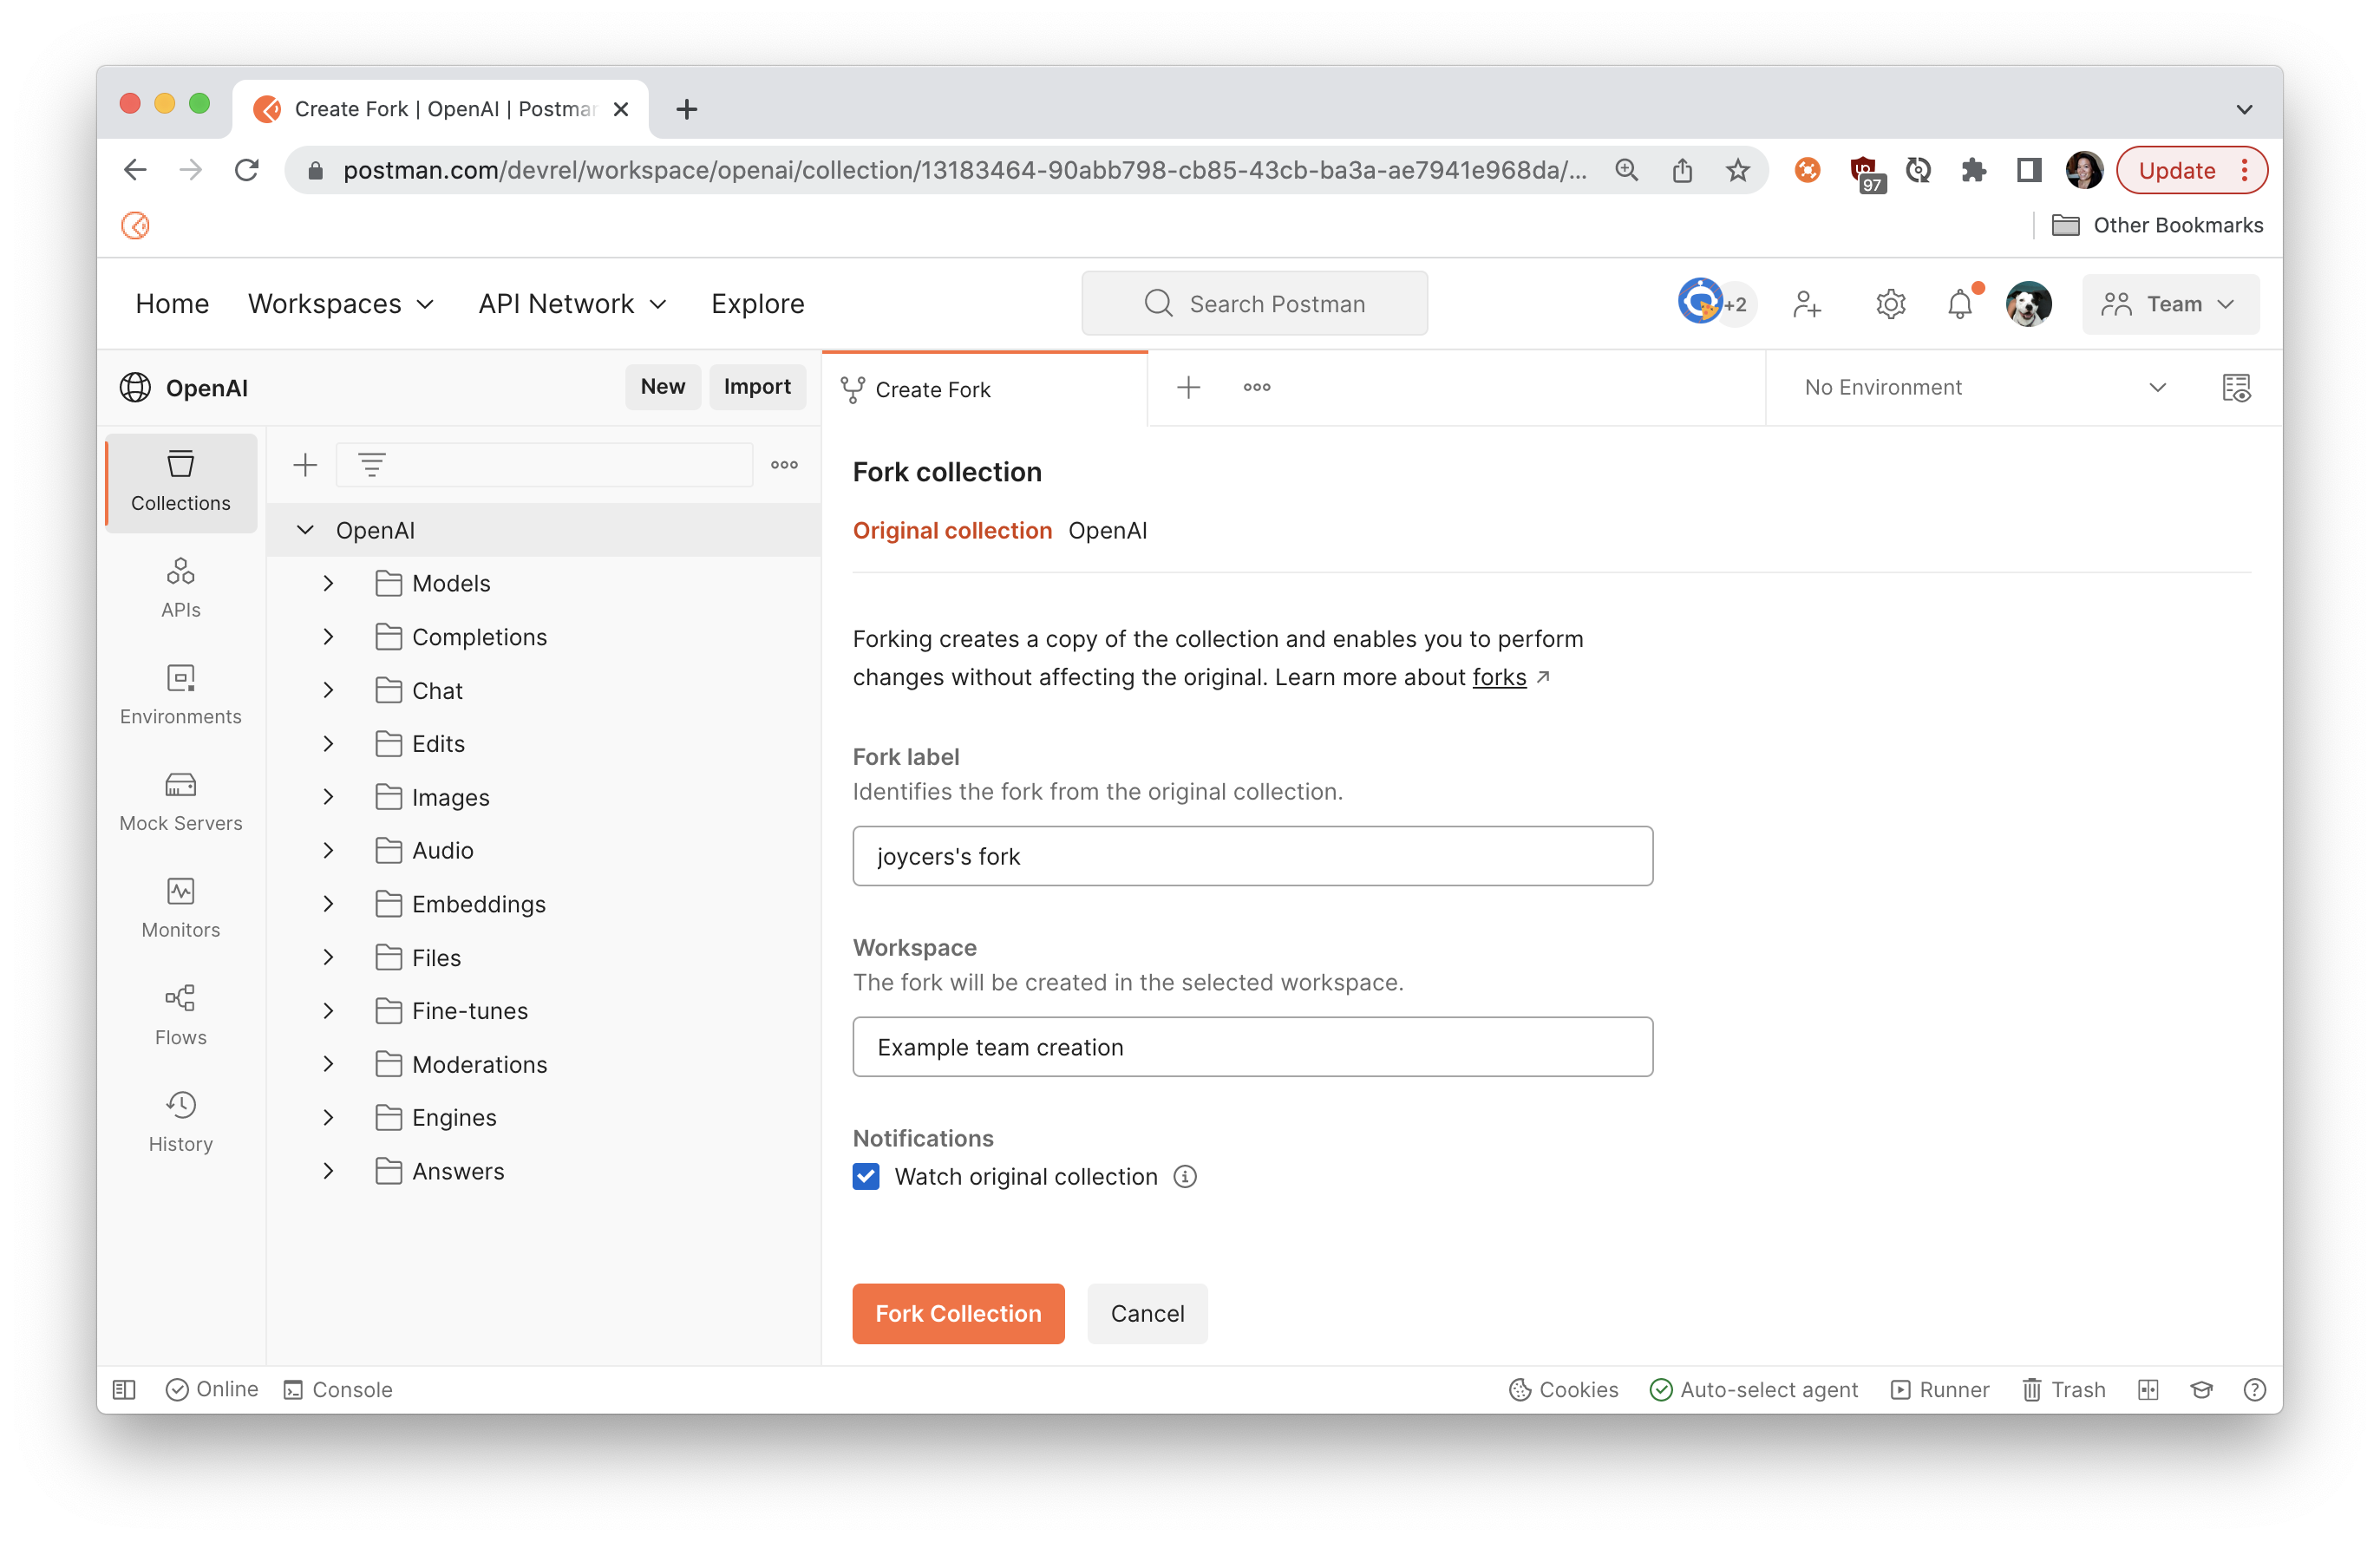 Create Fork | OpenAI | Postman
postman.com/devrel/workspace/openai/collection/13183464-90abb798-cb85-43cb-ba3a-ae7941e968da/...
97
Update
Other Bookmarks
Home
Workspaces
API Network
Explore
Search Postman
+2
Team
OpenAI
New
Import
Create Fork
No Environment
Collections
APIs
Environments
Mock Servers
Monitors
Flows
History
OpenAI
Models
Completions
Chat
Edits
Images
Audio
Embeddings
Files
Fine-tunes
Moderations
Engines
Answers
Fork collection
Original collection OpenAI
Forking creates a copy of the collection and enables you to perform
changes without affecting the original. Learn more about forks ↗
Fork label
Identifies the fork from the original collection.
joycers's fork
Workspace
The fork will be created in the selected workspace.
Example team creation
Notifications
Watch original collection
Fork Collection
Cancel
Online
Console
Cookies
Auto-select agent
Runner
Trash